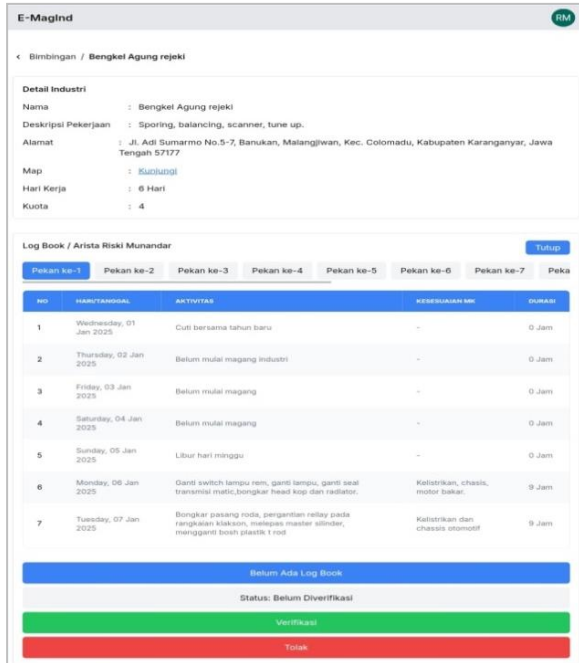 E-MagInd
RM
< Bimbingan / Bengkel Agung rejeki
Detail Industri
Nama : Bengkel Agung rejeki
Deskripsi Pekerjaan : Sporing, balancing, scanner, tune up.
Alamat : Jl. Adi Sumarmo No.5-7, Banukan, Malangjiwan, Kec. Colomadu, Kabupaten Karanganyar, Jawa
Tengah 57177
Map : Kunjungi
Hari Kerja : 6 Hari
Kuota : 4
Log Book / Arista Riski Munandar
Tutup
Pekan ke-1 Pekan ke-2 Pekan ke-3 Pekan ke-4 Pekan ke-5 Pekan ke-6 Pekan ke-7 Peka
NO HARI/TANGGAL AKTIVITAS KESESUAIAN MK DURASI
1 Wednesday, 01 Jan 2025 Cuti bersama tahun baru - 0 Jam
2 Thursday, 02 Jan 2025 Belum mulai magang industri - 0 Jam
3 Friday, 03 Jan 2025 Belum mulai magang - 0 Jam
4 Saturday, 04 Jan 2025 Belum mulai magang - 0 Jam
5 Sunday, 05 Jan 2025 Libur hari minggu - 0 Jam
6 Monday, 06 Jan 2025 Ganti switch lampu rem, ganti lampu, ganti seal transmisi matic,bongkar head kop dan radiator. Kelistrikan, chasis, motor bakar. 9 Jam
7 Tuesday, 07 Jan 2025 Bongkar pasang roda, pergantian rellay pada rangkaian klakson, melepas master silinder, mengganti bosh plastik t rod Kelistrikan dan chassis otomotif 9 Jam
Belum Ada Log Book
Status: Belum Diverifikasi
Verifikasi
Tolak